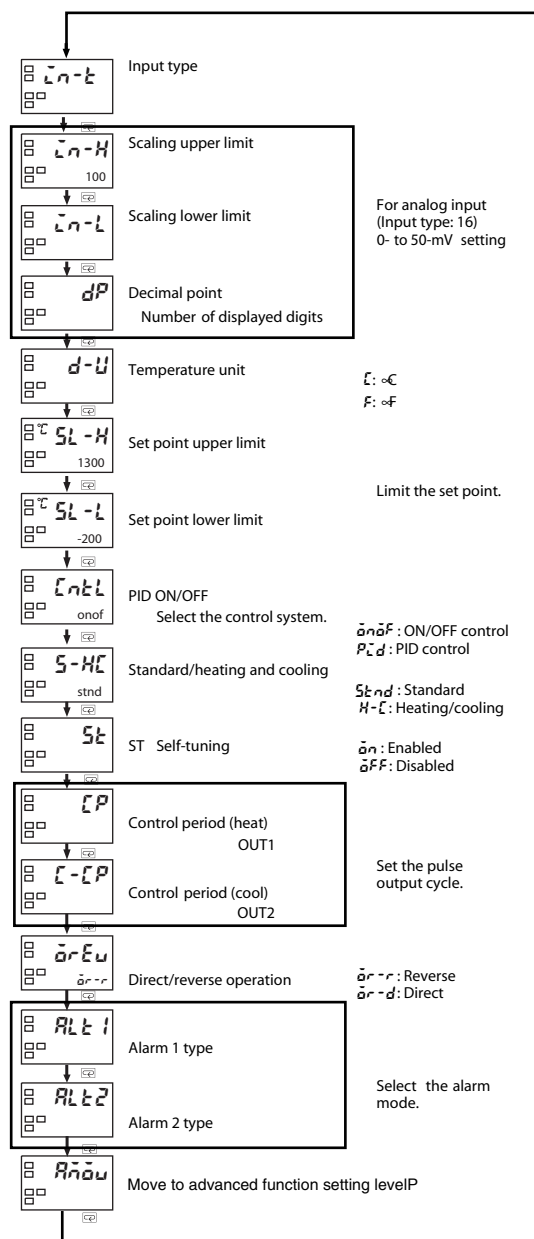 in-t
Input type
in-H
100
Scaling upper limit
in-L
Scaling lower limit
For analog input
(Input type: 16)
0- to 50-mV setting
dP
Decimal point
Number of displayed digits
d-U
Temperature unit
C: ∝C
F: ∝F
°C SL-H
1300
Set point upper limit
Limit the set point.
°C SL-L
-200
Set point lower limit
CntL
onof
PID ON/OFF
Select the control system.
onoF : ON/OFF control
Pid : PID control
S-HC
stnd
Standard/heating and cooling
Stnd : Standard
H-C : Heating/cooling
St
ST Self-tuning
on : Enabled
oFF : Disabled
CP
Control period (heat)
OUT1
C-CP
Control period (cool)
OUT2
Set the pulse
output cycle.
orEv
or-r
Direct/reverse operation
or-r : Reverse
or-d : Direct
ALt1
Alarm 1 type
ALt2
Alarm 2 type
Select the alarm
mode.
Amov
Move to advanced function setting levelP